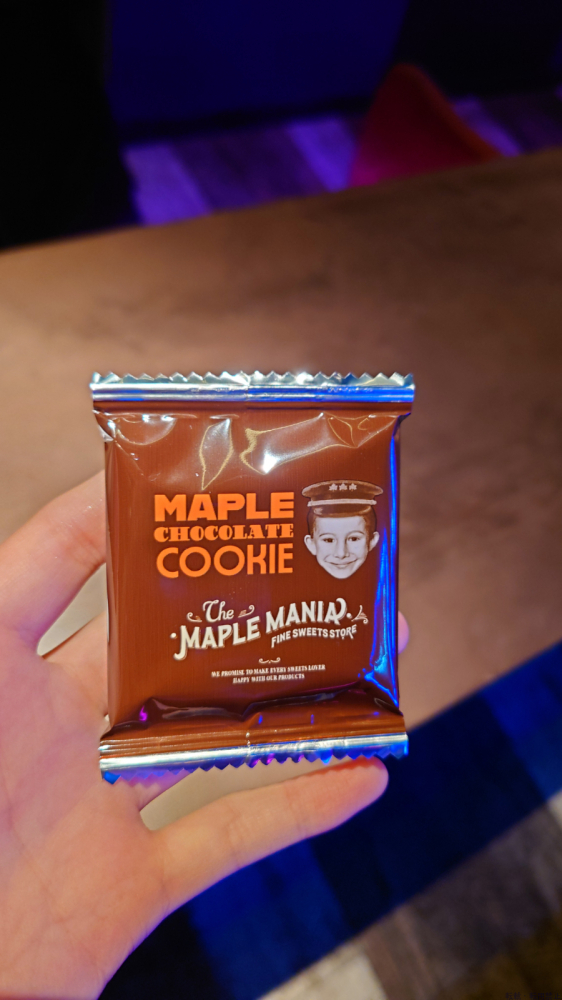 MAPLE
CHOCOLATE
COOKIE
The
MAPLE MANIA
FINE SWEETS STORE
WE PROMISE TO MAKE EVERY SWEETS LOVER
HAPPY WITH OUR PRODUCTS